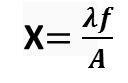 X = λf / A